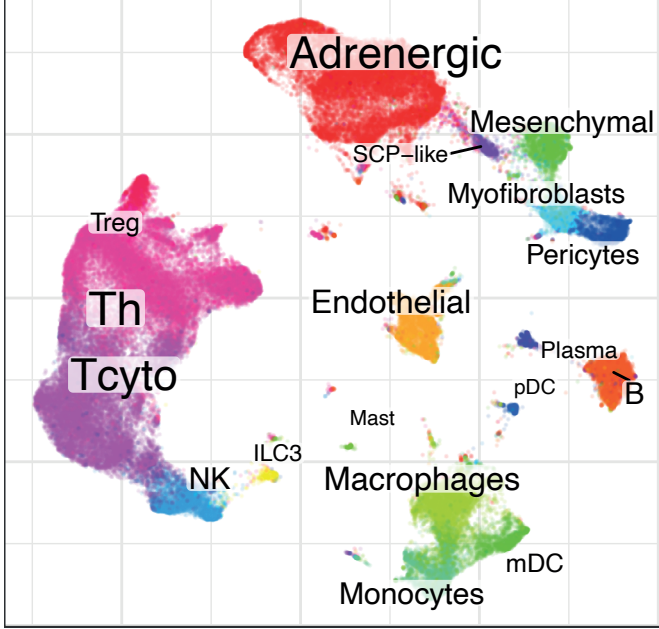 Adrenergic
Mesenchymal
SCP–like
Myofibroblasts
Treg
Pericytes
Th
Endothelial
Plasma
Tcyto
pDC
B
Mast
ILC3
NK
Macrophages
mDC
Monocytes